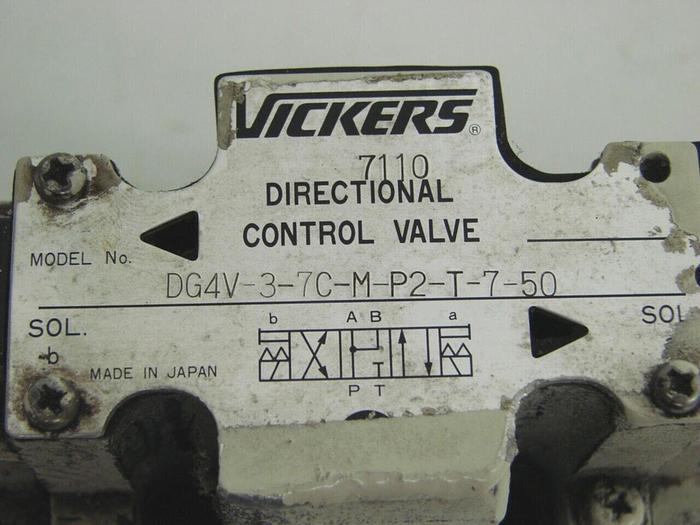 VICKERS®
7110
DIRECTIONAL
CONTROL VALVE
MODEL No.
DG4V-3-7C-M-P2-T-7-50
SOL.
b
SOL
b A B a
T
P T
MADE IN JAPAN